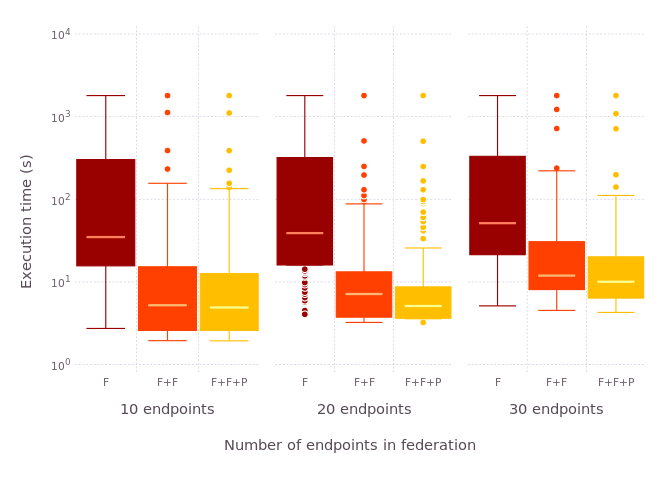 10^4
10^3
10^2
10^1
10^0
Execution time (s)
F F+F F+F+P F F+F F+F+P F F+F F+F+P
10 endpoints 20 endpoints 30 endpoints
Number of endpoints in federation